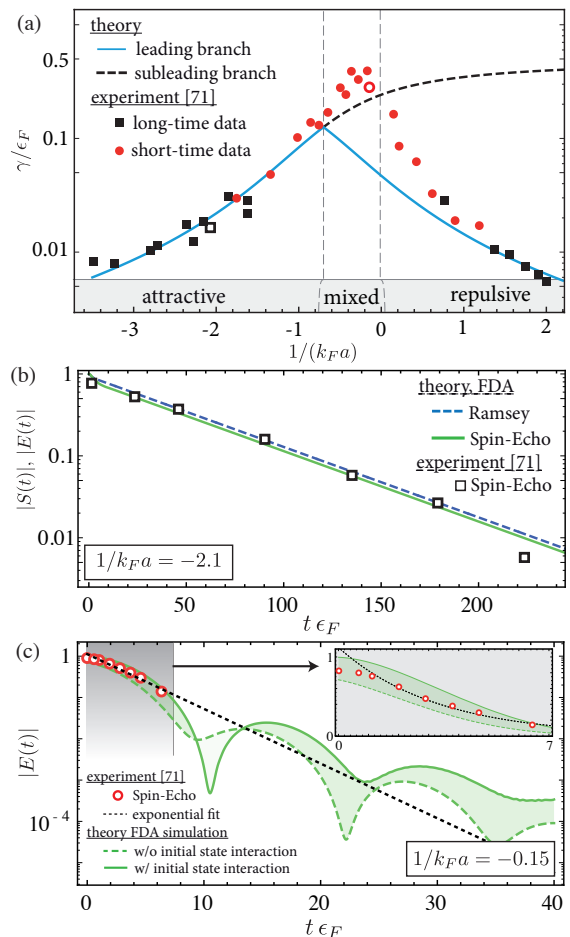 (a)
theory
leading branch
subleading branch
experiment [71]
long-time data
short-time data
γ/ϵ_F
0.5
0.1
0.01
attractive
mixed
repulsive
-3
-2
-1
0
1
2
1/(k_F a)
(b)
theory, FDA
Ramsey
Spin-Echo
experiment [71]
Spin-Echo
|S(t)|, |E(t)|
1
0.1
0.01
1/k_F a = −2.1
0
50
100
150
200
t ϵ_F
(c)
experiment [71]
Spin-Echo
exponential fit
theory FDA simulation
w/o initial state interaction
w/ initial state interaction
|E(t)|
1
10^-4
1
0
0
7
1/k_F a = −0.15
0
10
20
30
40
t ϵ_F